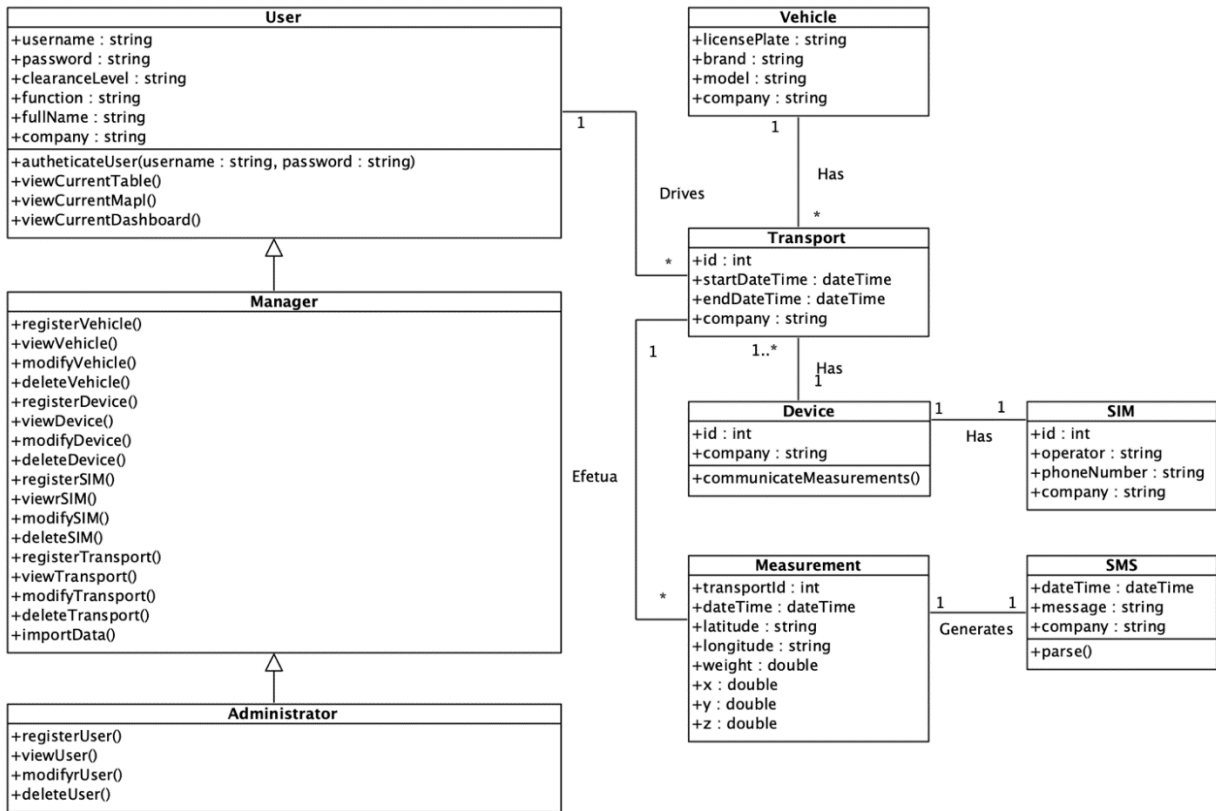 User
+username : string
+password : string
+clearanceLevel : string
+function : string
+fullName : string
+company : string
+autheticateUser(username : string, password : string)
+viewCurrentTable()
+viewCurrentMapl()
+viewCurrentDashboard()
Manager
+registerVehicle()
+viewVehicle()
+modifyVehicle()
+deleteVehicle()
+registerDevice()
+viewDevice()
+modifyDevice()
+deleteDevice()
+registerSIM()
+viewrSIM()
+modifySIM()
+deleteSIM()
+registerTransport()
+viewTransport()
+modifyTransport()
+deleteTransport()
+importData()
Administrator
+registerUser()
+viewUser()
+modifyrUser()
+deleteUser()
1
Drives
*
Vehicle
+licensePlate : string
+brand : string
+model : string
+company : string
1
Has
*
Transport
+id : int
+startDateTime : dateTime
+endDateTime : dateTime
+company : string
1
Efetua
*
1..*
Has
1
Device
+id : int
+company : string
+communicateMeasurements()
1
1
Has
SIM
+id : int
+operator : string
+phoneNumber : string
+company : string
Measurement
+transportId : int
+dateTime : dateTime
+latitude : string
+longitude : string
+weight : double
+x : double
+y : double
+z : double
1
1
Generates
SMS
+dateTime : dateTime
+message : string
+company : string
+parse()